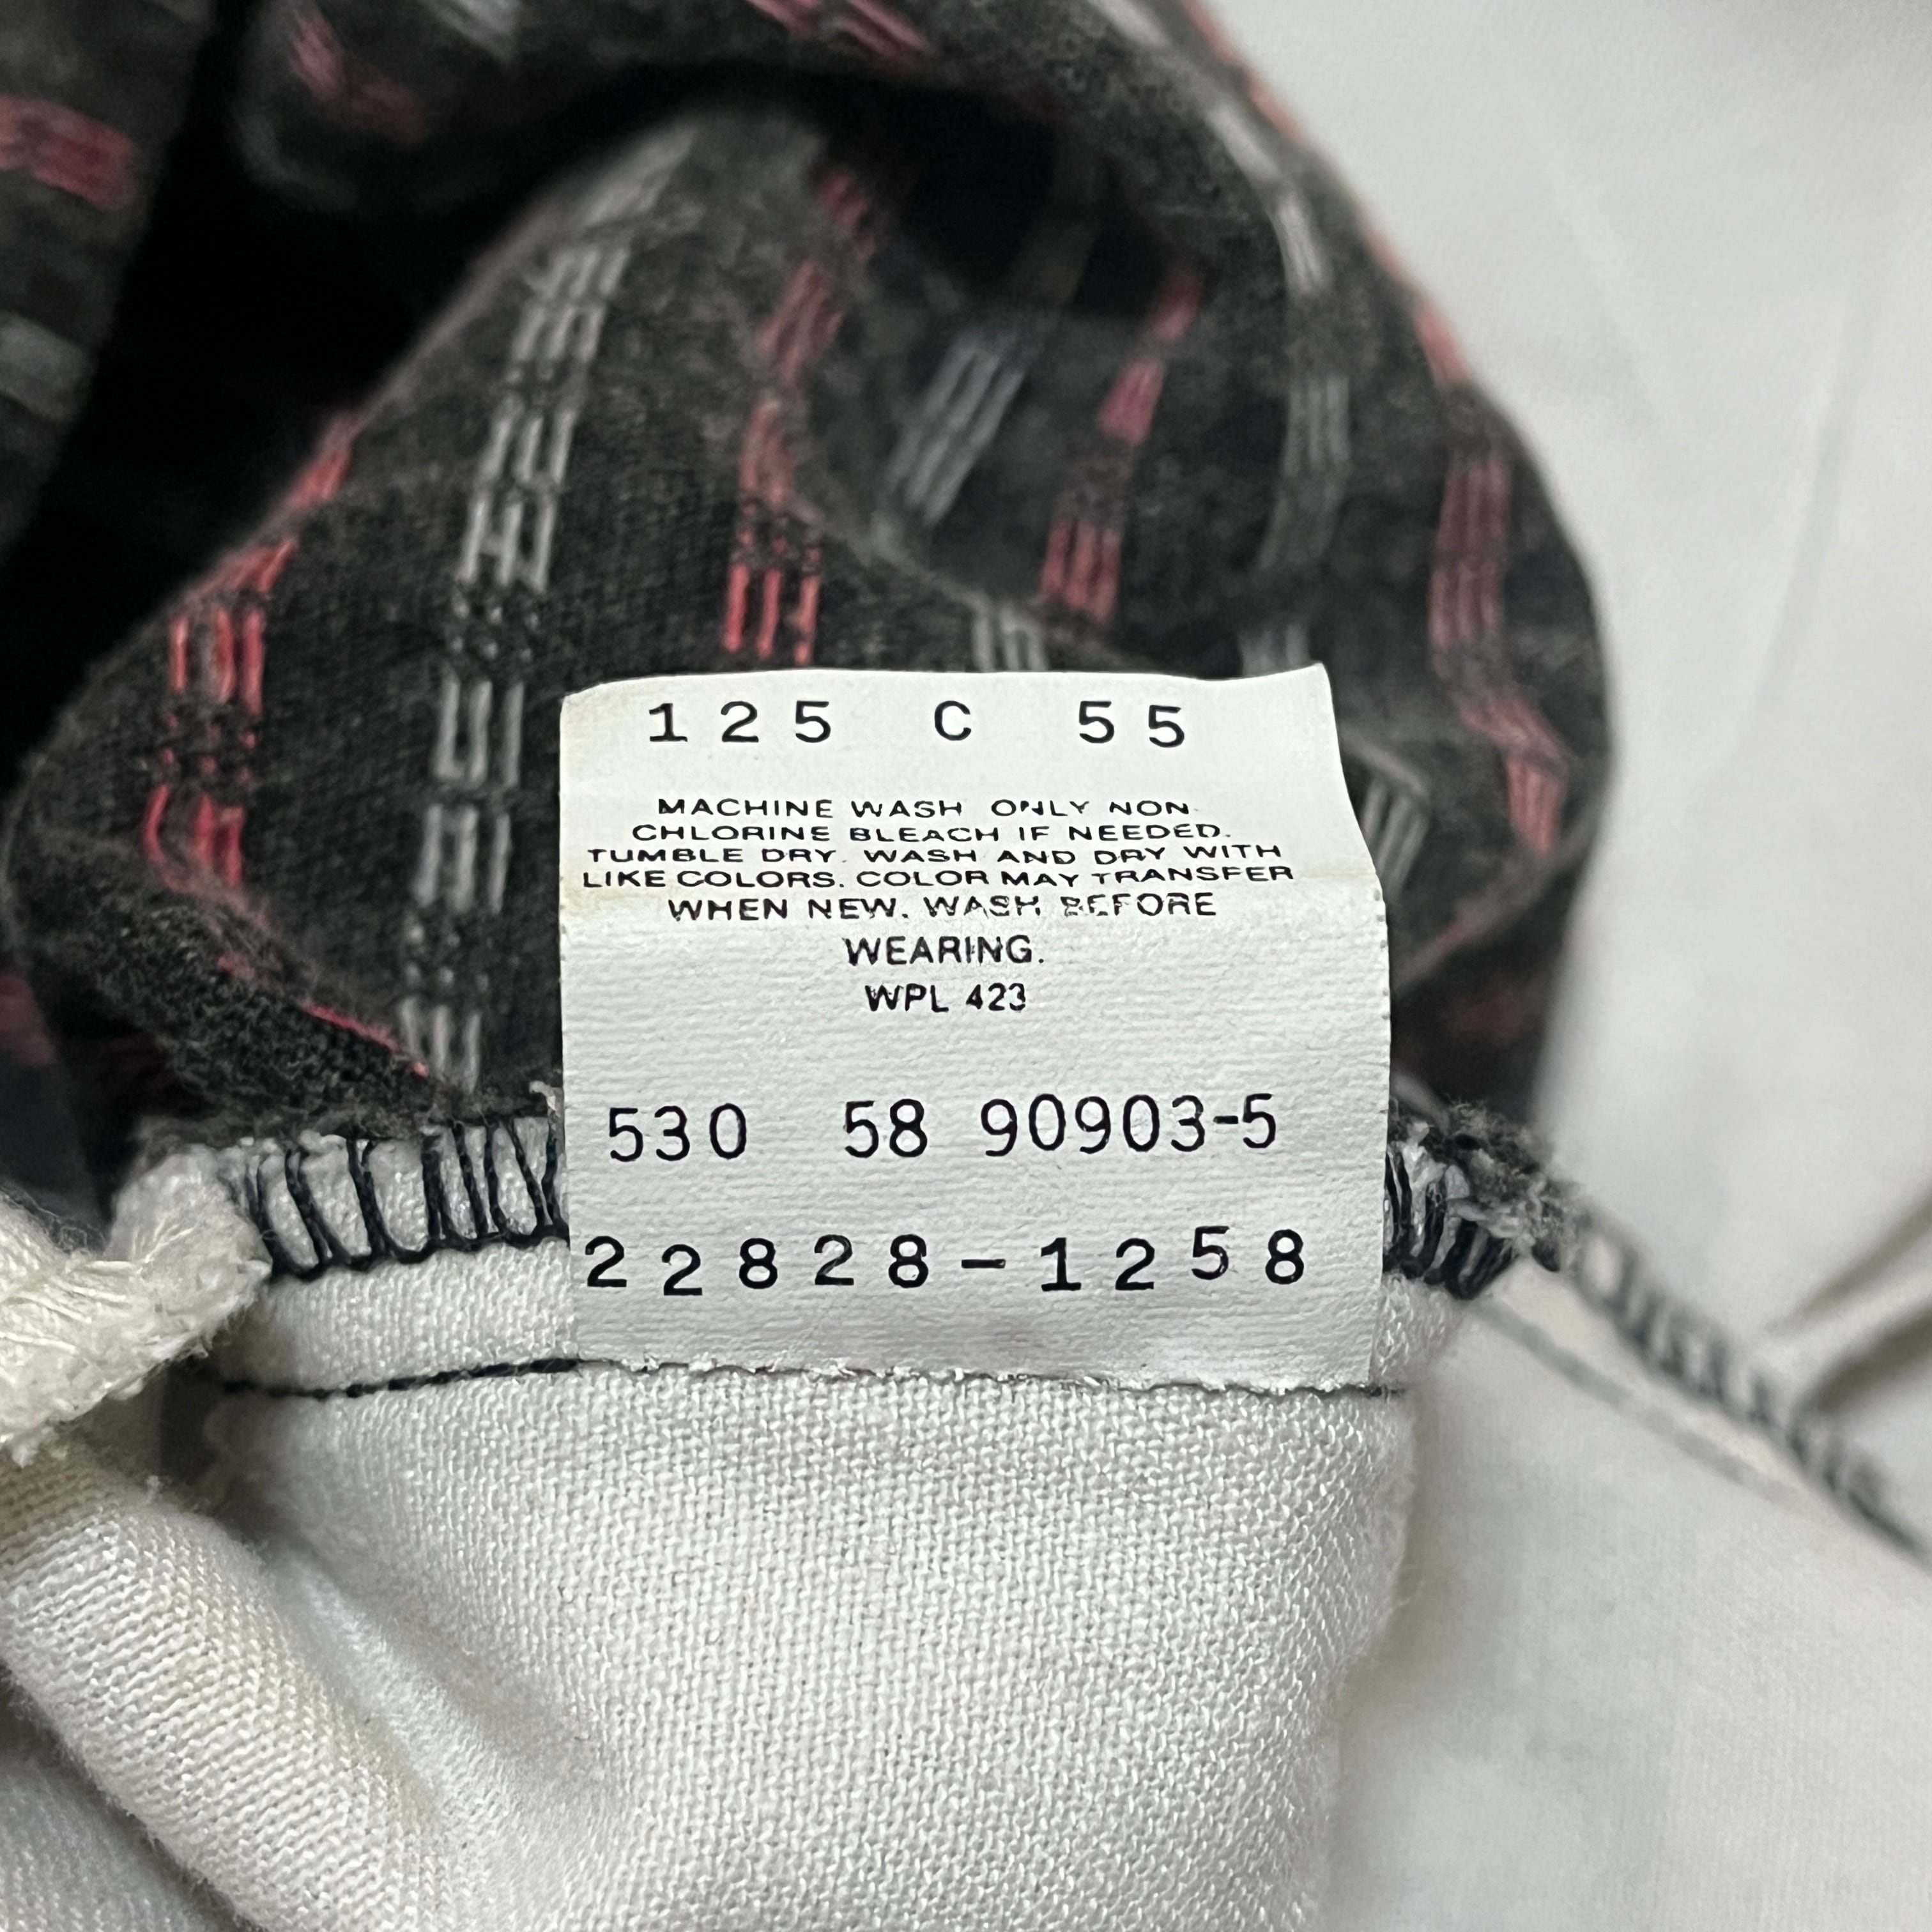 125 C 55
MACHINE WASH ONLY NON
CHLORINE BLEACH IF NEEDED.
TUMBLE DRY. WASH AND DRY WITH
LIKE COLORS. COLOR MAY TRANSFER
WHEN NEW. WASH BEFORE
WEARING.
WPL 423
530 58 90903-5
22828-1258